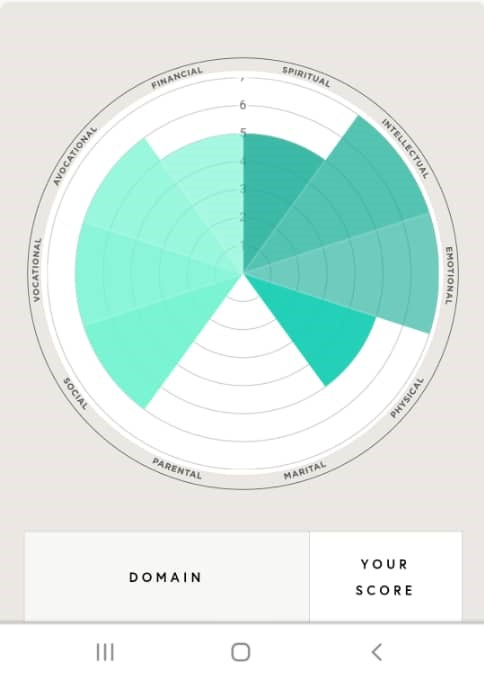 FINANCIAL
SPIRITUAL
AVOCATIONAL
INTELLECTUAL
7
6
5
4
3
2
1
VOCATIONAL
EMOTIONAL
SOCIAL
PHYSICAL
PARENTAL
MARITAL
DOMAIN
YOUR
SCORE